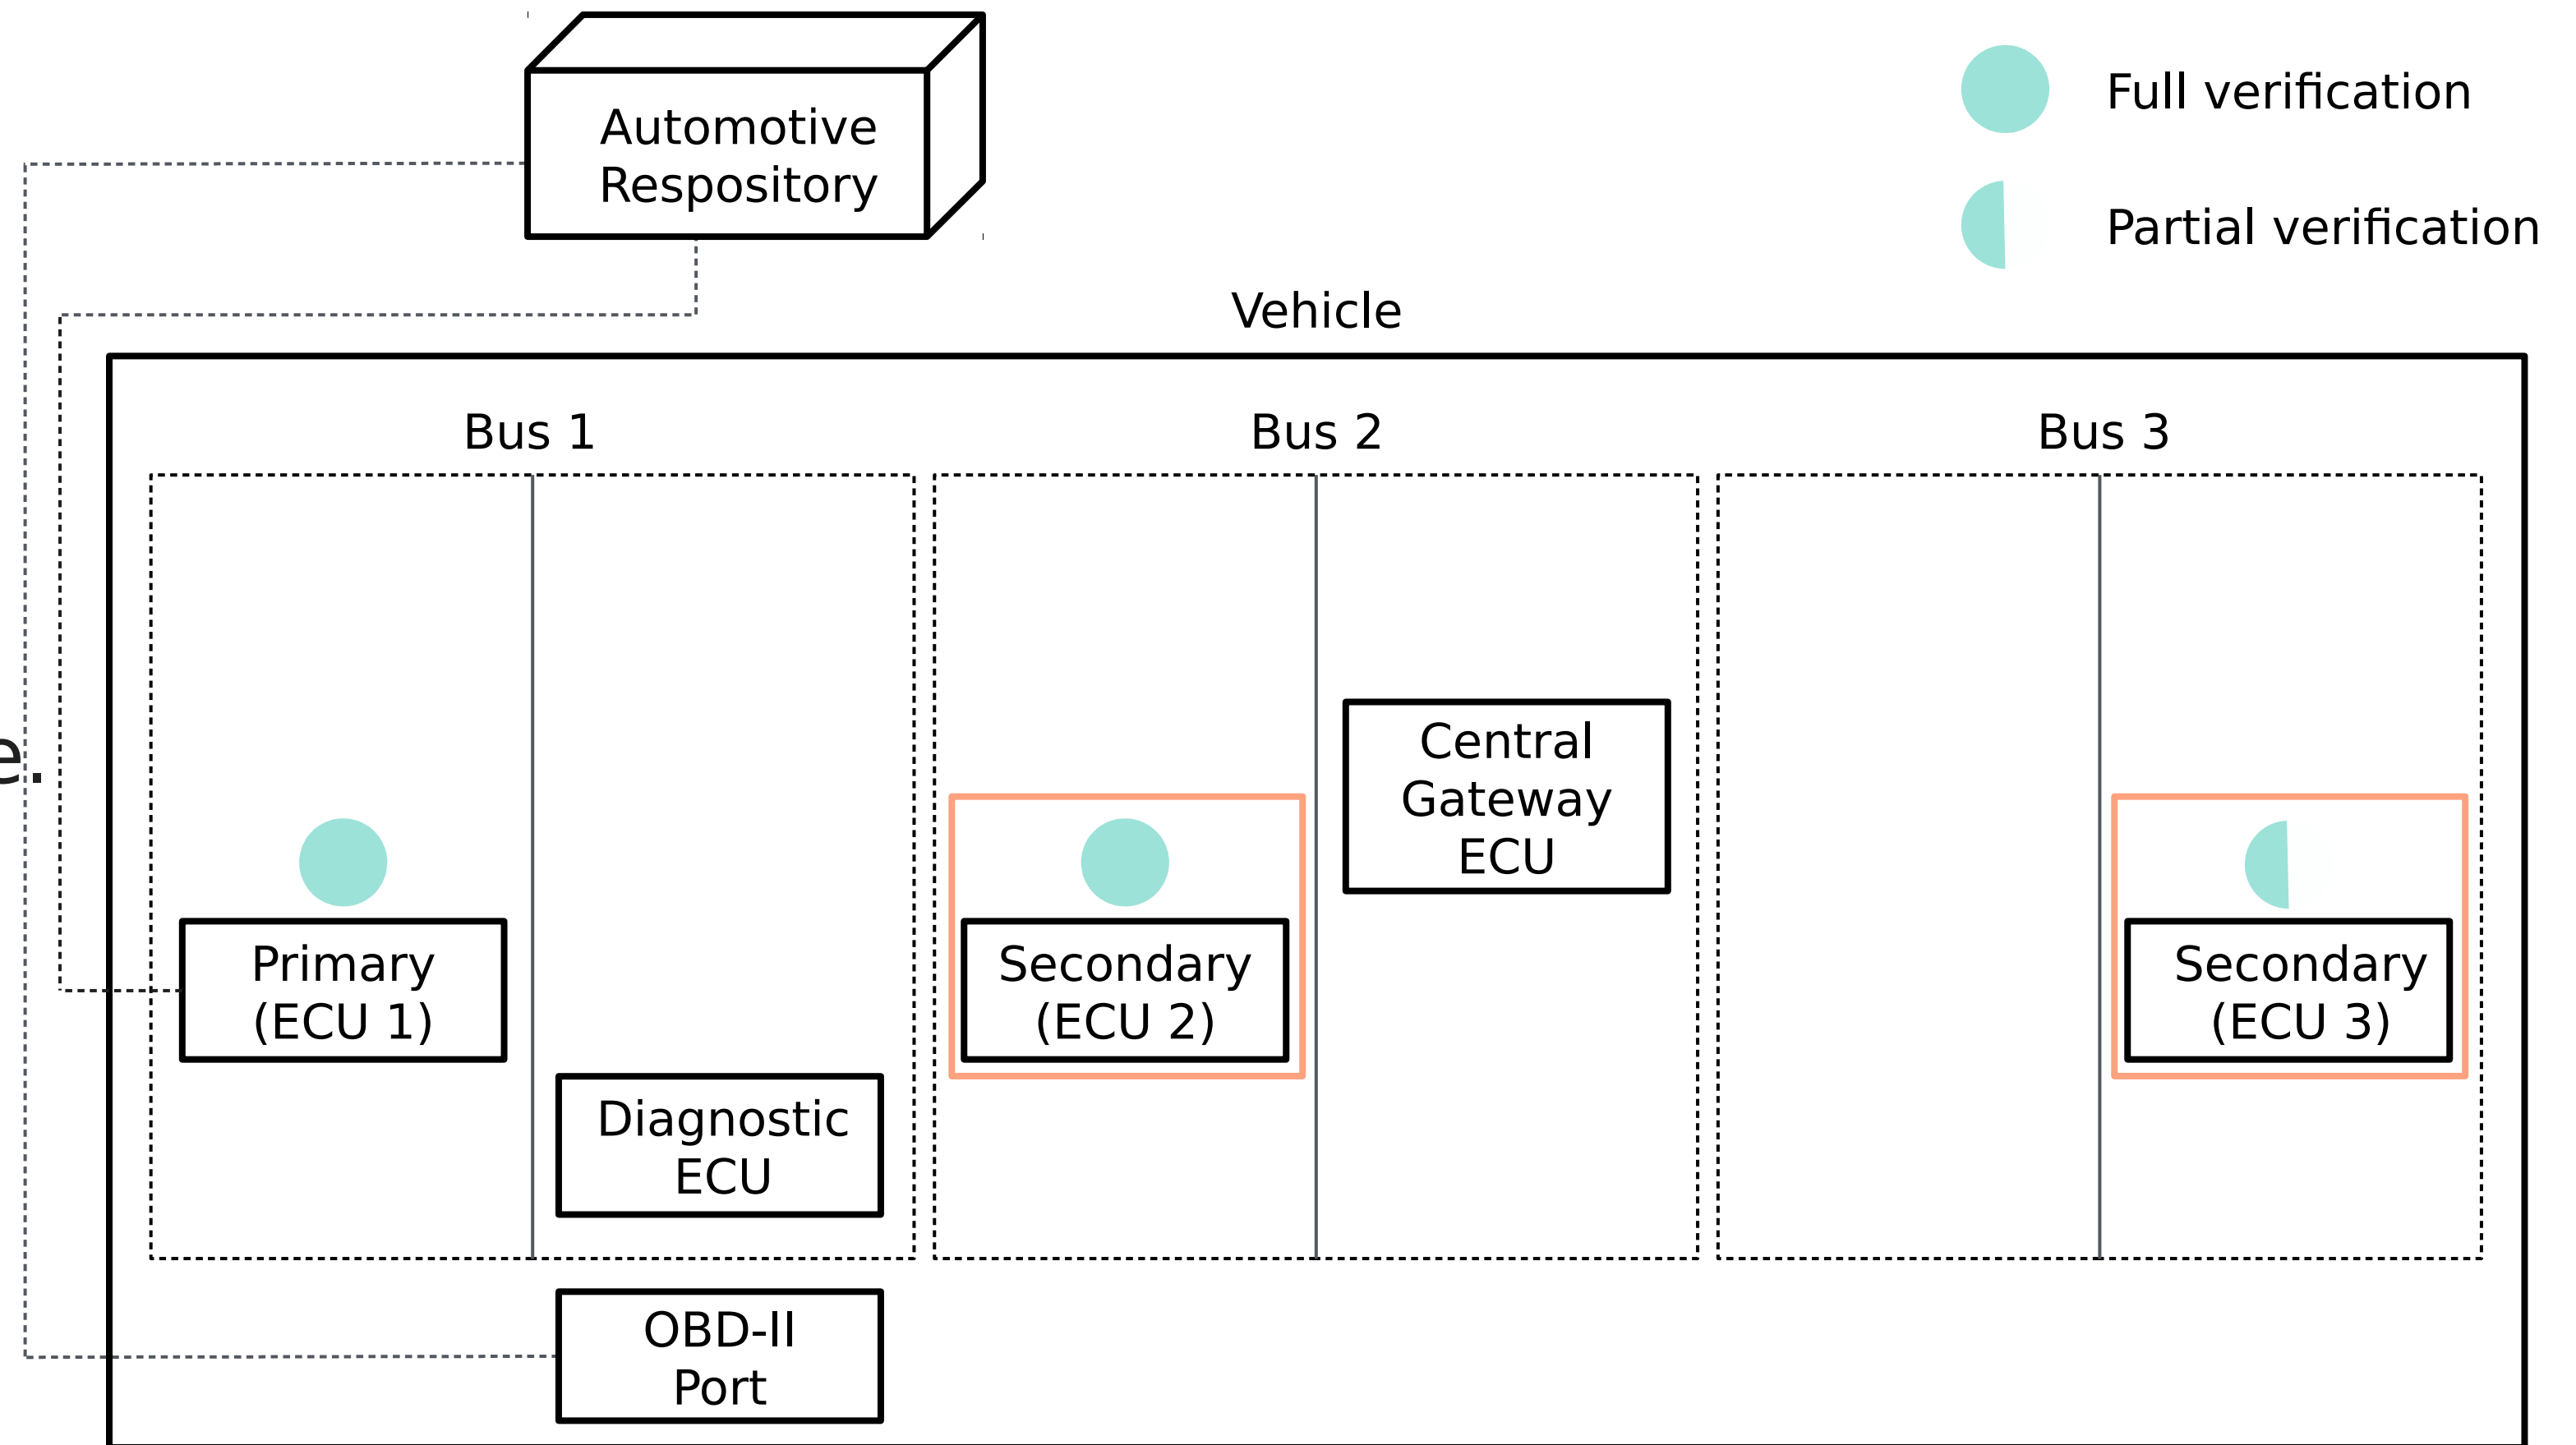 Automotive
Respository
Full verification
Partial verification
Vehicle
Bus 1
Bus 2
Bus 3
Central
Gateway
ECU
e.
Primary
(ECU 1)
Secondary
(ECU 2)
Secondary
(ECU 3)
Diagnostic
ECU
OBD-II
Port